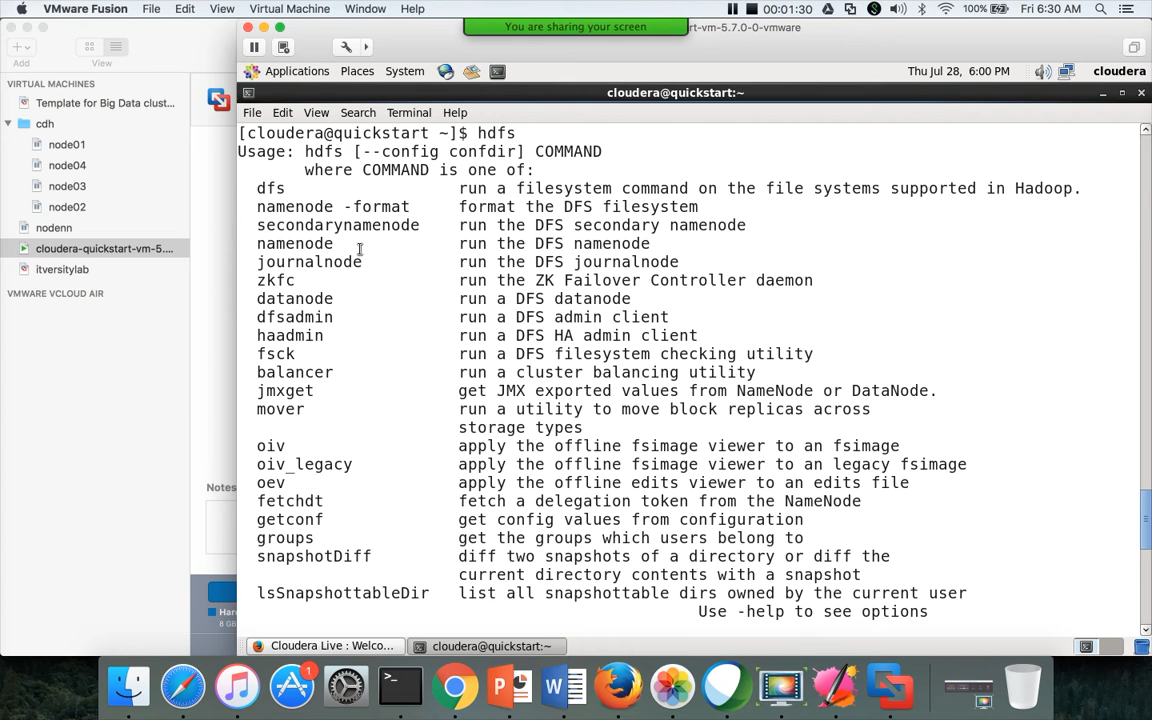 VMware Fusion File Edit View Virtual Machine Window Help 00:01:30 100% Fri 6:30 AM
You are sharing your screen
rt-vm-5.7.0-0-vmware
Add View
VIRTUAL MACHINES
Template for Big Data clust...
cdh
node01
node04
node03
node02
nodenn
cloudera-quickstart-vm-5....
itversitylab
VMWARE VCLOUD AIR
Notes
Hard
8 GB
Applications Places System Thu Jul 28, 6:00 PM cloudera
cloudera@quickstart:~
File Edit View Search Terminal Help
[cloudera@quickstart ~]$ hdfs
Usage: hdfs [--config confdir] COMMAND
where COMMAND is one of:
dfs run a filesystem command on the file systems supported in Hadoop.
namenode -format format the DFS filesystem
secondarynamenode run the DFS secondary namenode
namenode run the DFS namenode
journalnode run the DFS journalnode
zkfc run the ZK Failover Controller daemon
datanode run a DFS datanode
dfsadmin run a DFS admin client
haadmin run a DFS HA admin client
fsck run a DFS filesystem checking utility
balancer run a cluster balancing utility
jmxget get JMX exported values from NameNode or DataNode.
mover run a utility to move block replicas across
storage types
oiv apply the offline fsimage viewer to an fsimage
oiv_legacy apply the offline fsimage viewer to an legacy fsimage
oev apply the offline edits viewer to an edits file
fetchdt fetch a delegation token from the NameNode
getconf get config values from configuration
groups get the groups which users belong to
snapshotDiff diff two snapshots of a directory or diff the
current directory contents with a snapshot
lsSnapshottableDir list all snapshottable dirs owned by the current user
Use -help to see options
Cloudera Live : Welco... cloudera@quickstart:~
1